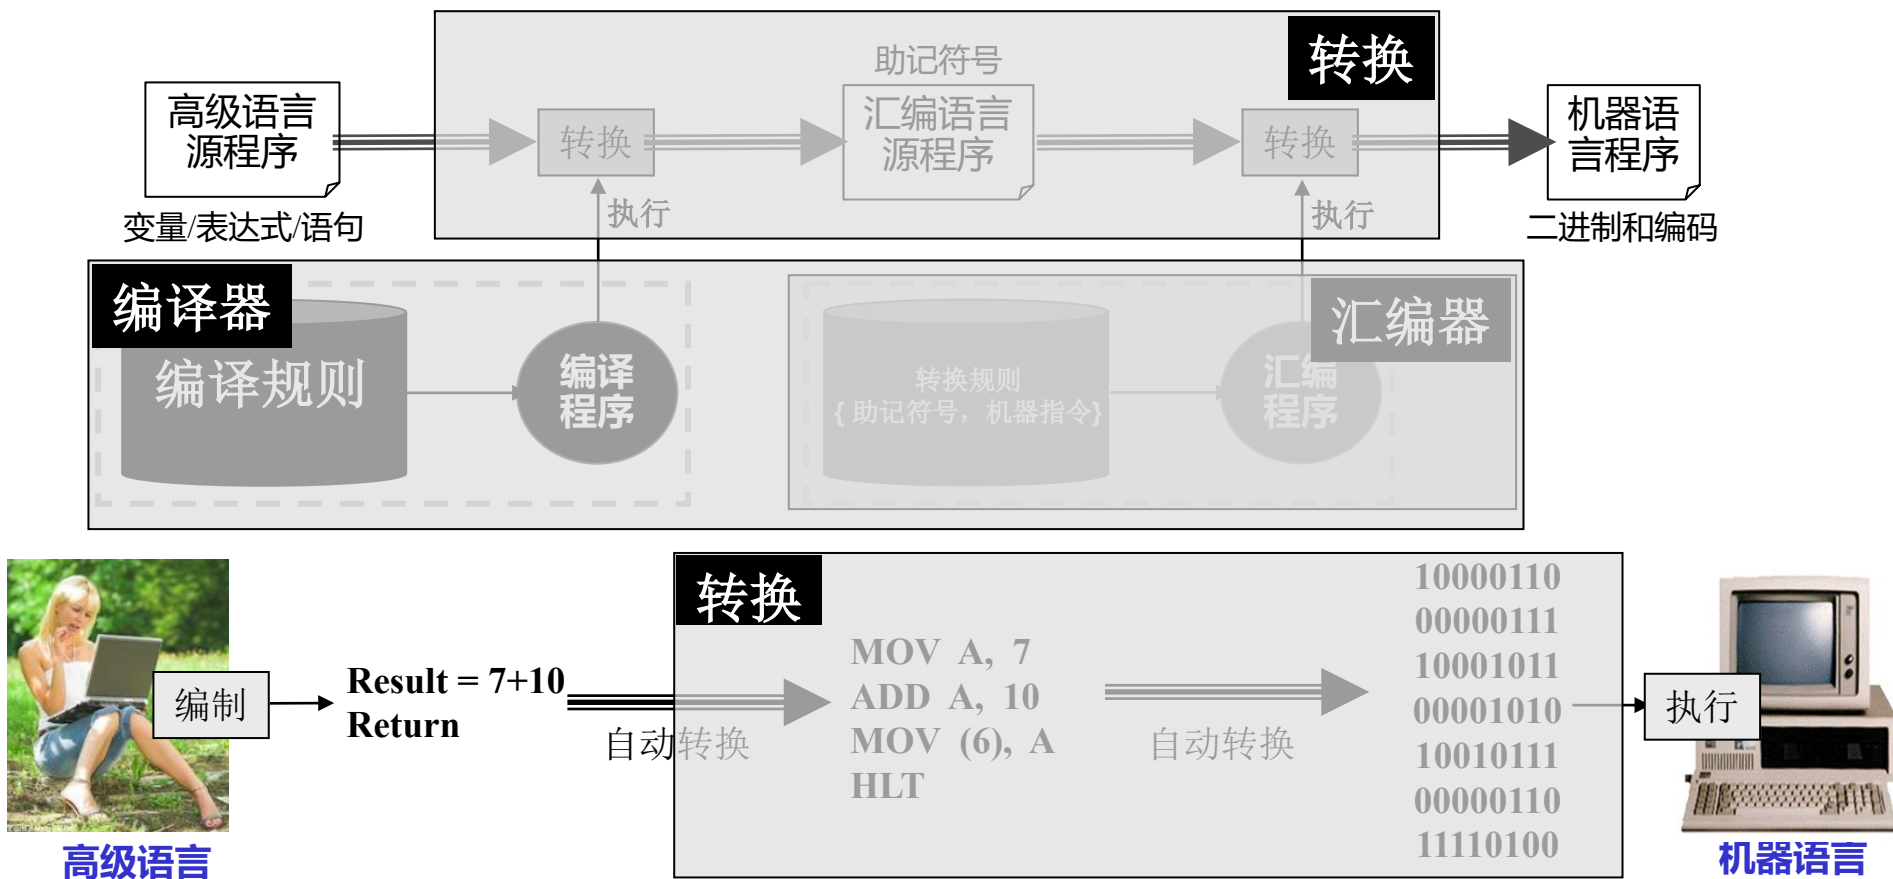 转换
助记符号
高级语言
源程序
转换
汇编语言
源程序
转换
机器语
言程序
变量/表达式/语句
执行
执行
二进制和编码
编译器
汇编器
编译规则
编译
程序
转换规则
{ 助记符号，机器指令}
汇编
程序
转换
编制
Result = 7+10
Return
自动转换
MOV A, 7
ADD A, 10
MOV (6), A
HLT
自动转换
10000110
00000111
10001011
00001010
10010111
00000110
11110100
执行
高级语言
机器语言